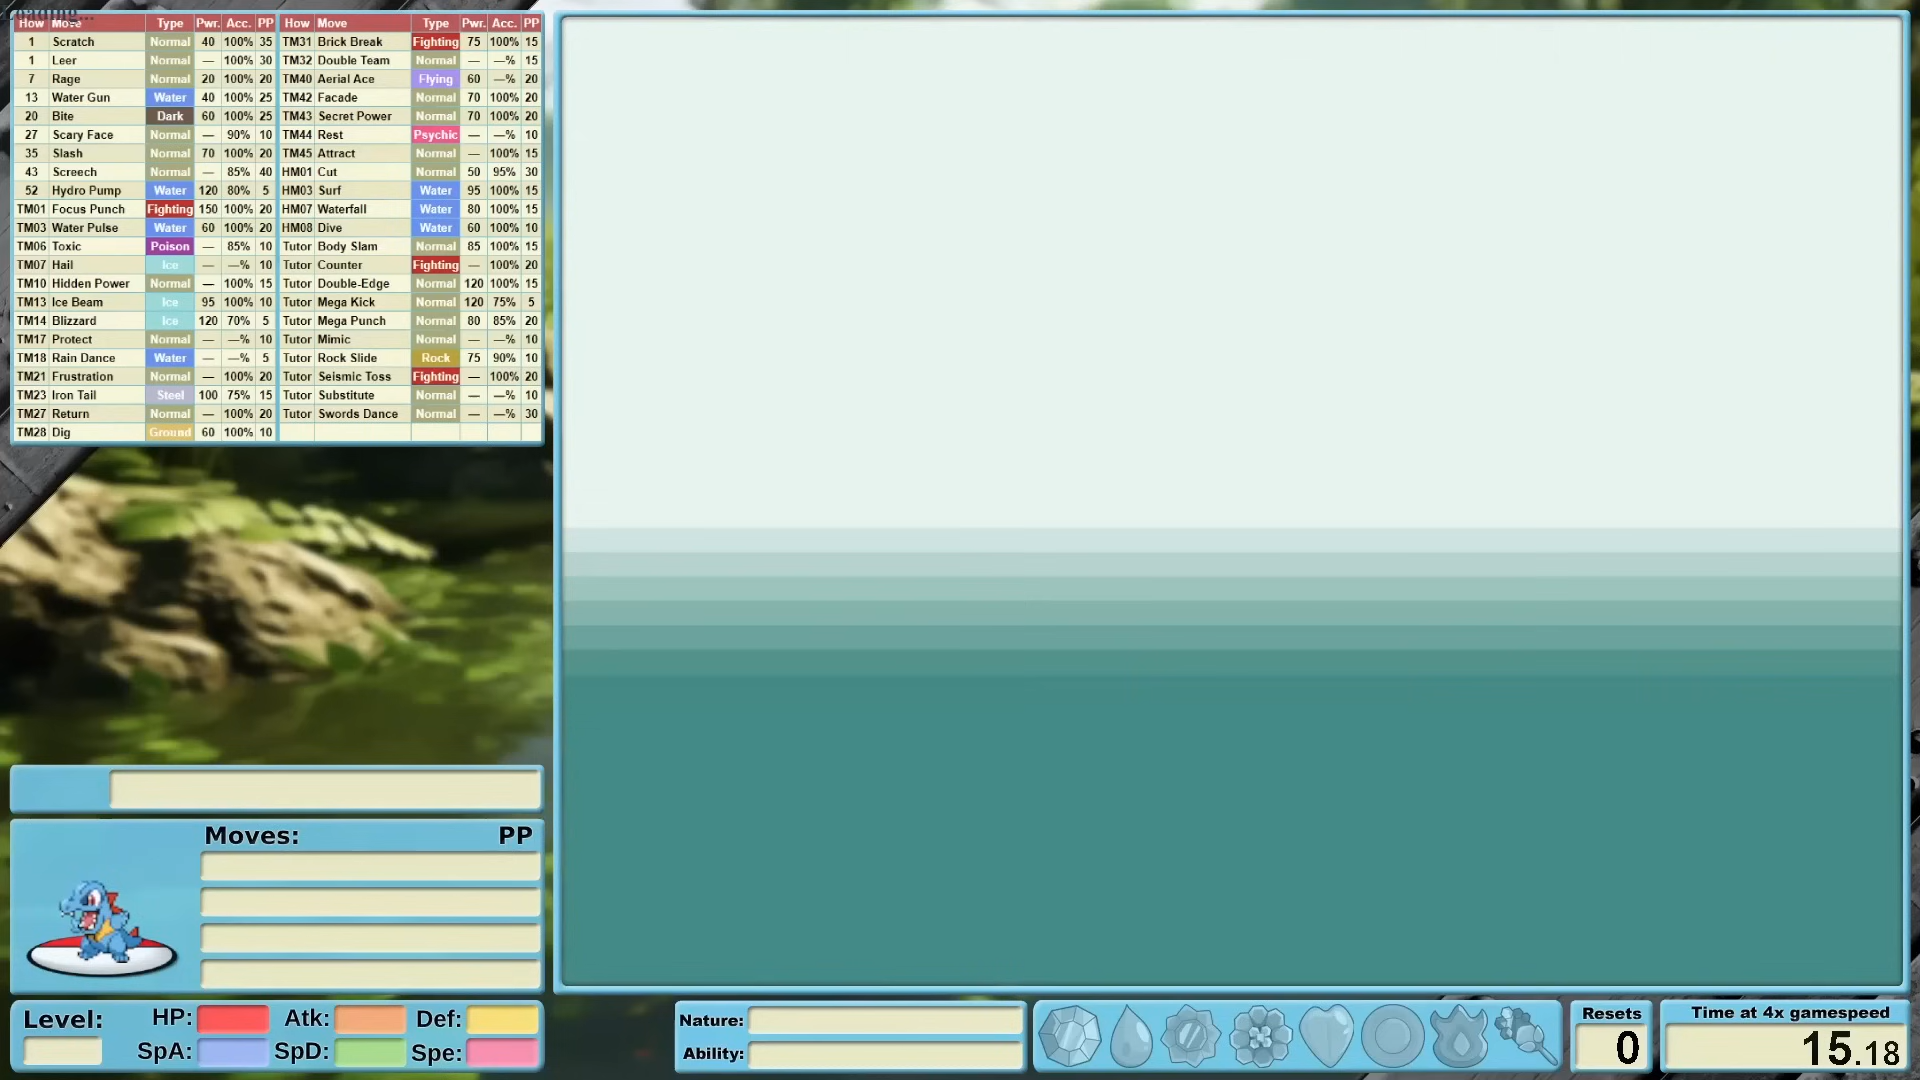 Loading...
How Move Type Pwr. Acc. PP How Move Type Pwr. Acc. PP
1 Scratch Normal 40 100% 35 TM31 Brick Break Fighting 75 100% 15
1 Leer Normal — 100% 30 TM32 Double Team Normal — —% 15
7 Rage Normal 20 100% 20 TM40 Aerial Ace Flying 60 —% 20
13 Water Gun Water 40 100% 25 TM42 Facade Normal 70 100% 20
20 Bite Dark 60 100% 25 TM43 Secret Power Normal 70 100% 20
27 Scary Face Normal — 90% 10 TM44 Rest Psychic — —% 10
35 Slash Normal 70 100% 20 TM45 Attract Normal — 100% 15
43 Screech Normal — 85% 40 HM01 Cut Normal 50 95% 30
52 Hydro Pump Water 120 80% 5 HM03 Surf Water 95 100% 15
TM01 Focus Punch Fighting 150 100% 20 HM07 Waterfall Water 80 100% 15
TM03 Water Pulse Water 60 100% 20 HM08 Dive Water 60 100% 10
TM06 Toxic Poison — 85% 10 Tutor Body Slam Normal 85 100% 15
TM07 Hail Ice — —% 10 Tutor Counter Fighting — 100% 20
TM10 Hidden Power Normal — 100% 15 Tutor Double-Edge Normal 120 100% 15
TM13 Ice Beam Ice 95 100% 10 Tutor Mega Kick Normal 120 75% 5
TM14 Blizzard Ice 120 70% 5 Tutor Mega Punch Normal 80 85% 20
TM17 Protect Normal — —% 10 Tutor Mimic Normal — —% 10
TM18 Rain Dance Water — —% 5 Tutor Rock Slide Rock 75 90% 10
TM21 Frustration Normal — 100% 20 Tutor Seismic Toss Fighting — 100% 20
TM23 Iron Tail Steel 100 75% 15 Tutor Substitute Normal — —% 10
TM27 Return Normal — 100% 20 Tutor Swords Dance Normal — —% 30
TM28 Dig Ground 60 100% 10
Moves: PP
Level: HP: Atk: Def:
SpA: SpD: Spe:
Nature:
Ability:
Resets
0
Time at 4x gamespeed
15.18